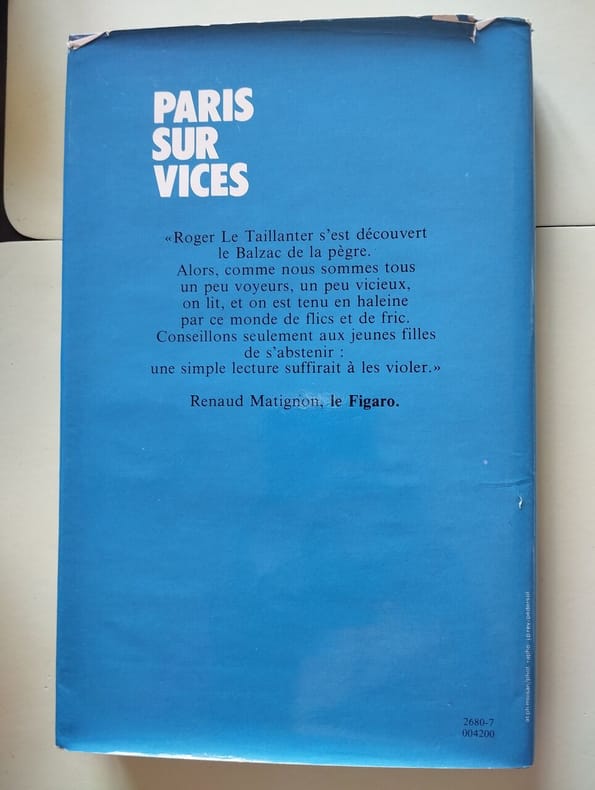 PARIS
SUR
VICES
«Roger Le Taillanter s'est découvert
le Balzac de la pègre.
Alors, comme nous sommes tous
un peu voyeurs, un peu vicieux,
on lit, et on est tenu en haleine
par ce monde de flics et de fric.
Conseillons seulement aux jeunes filles
de s'abstenir :
une simple lecture suffirait à les violer.»
Renaud Matignon, le Figaro.
2680-7
004200